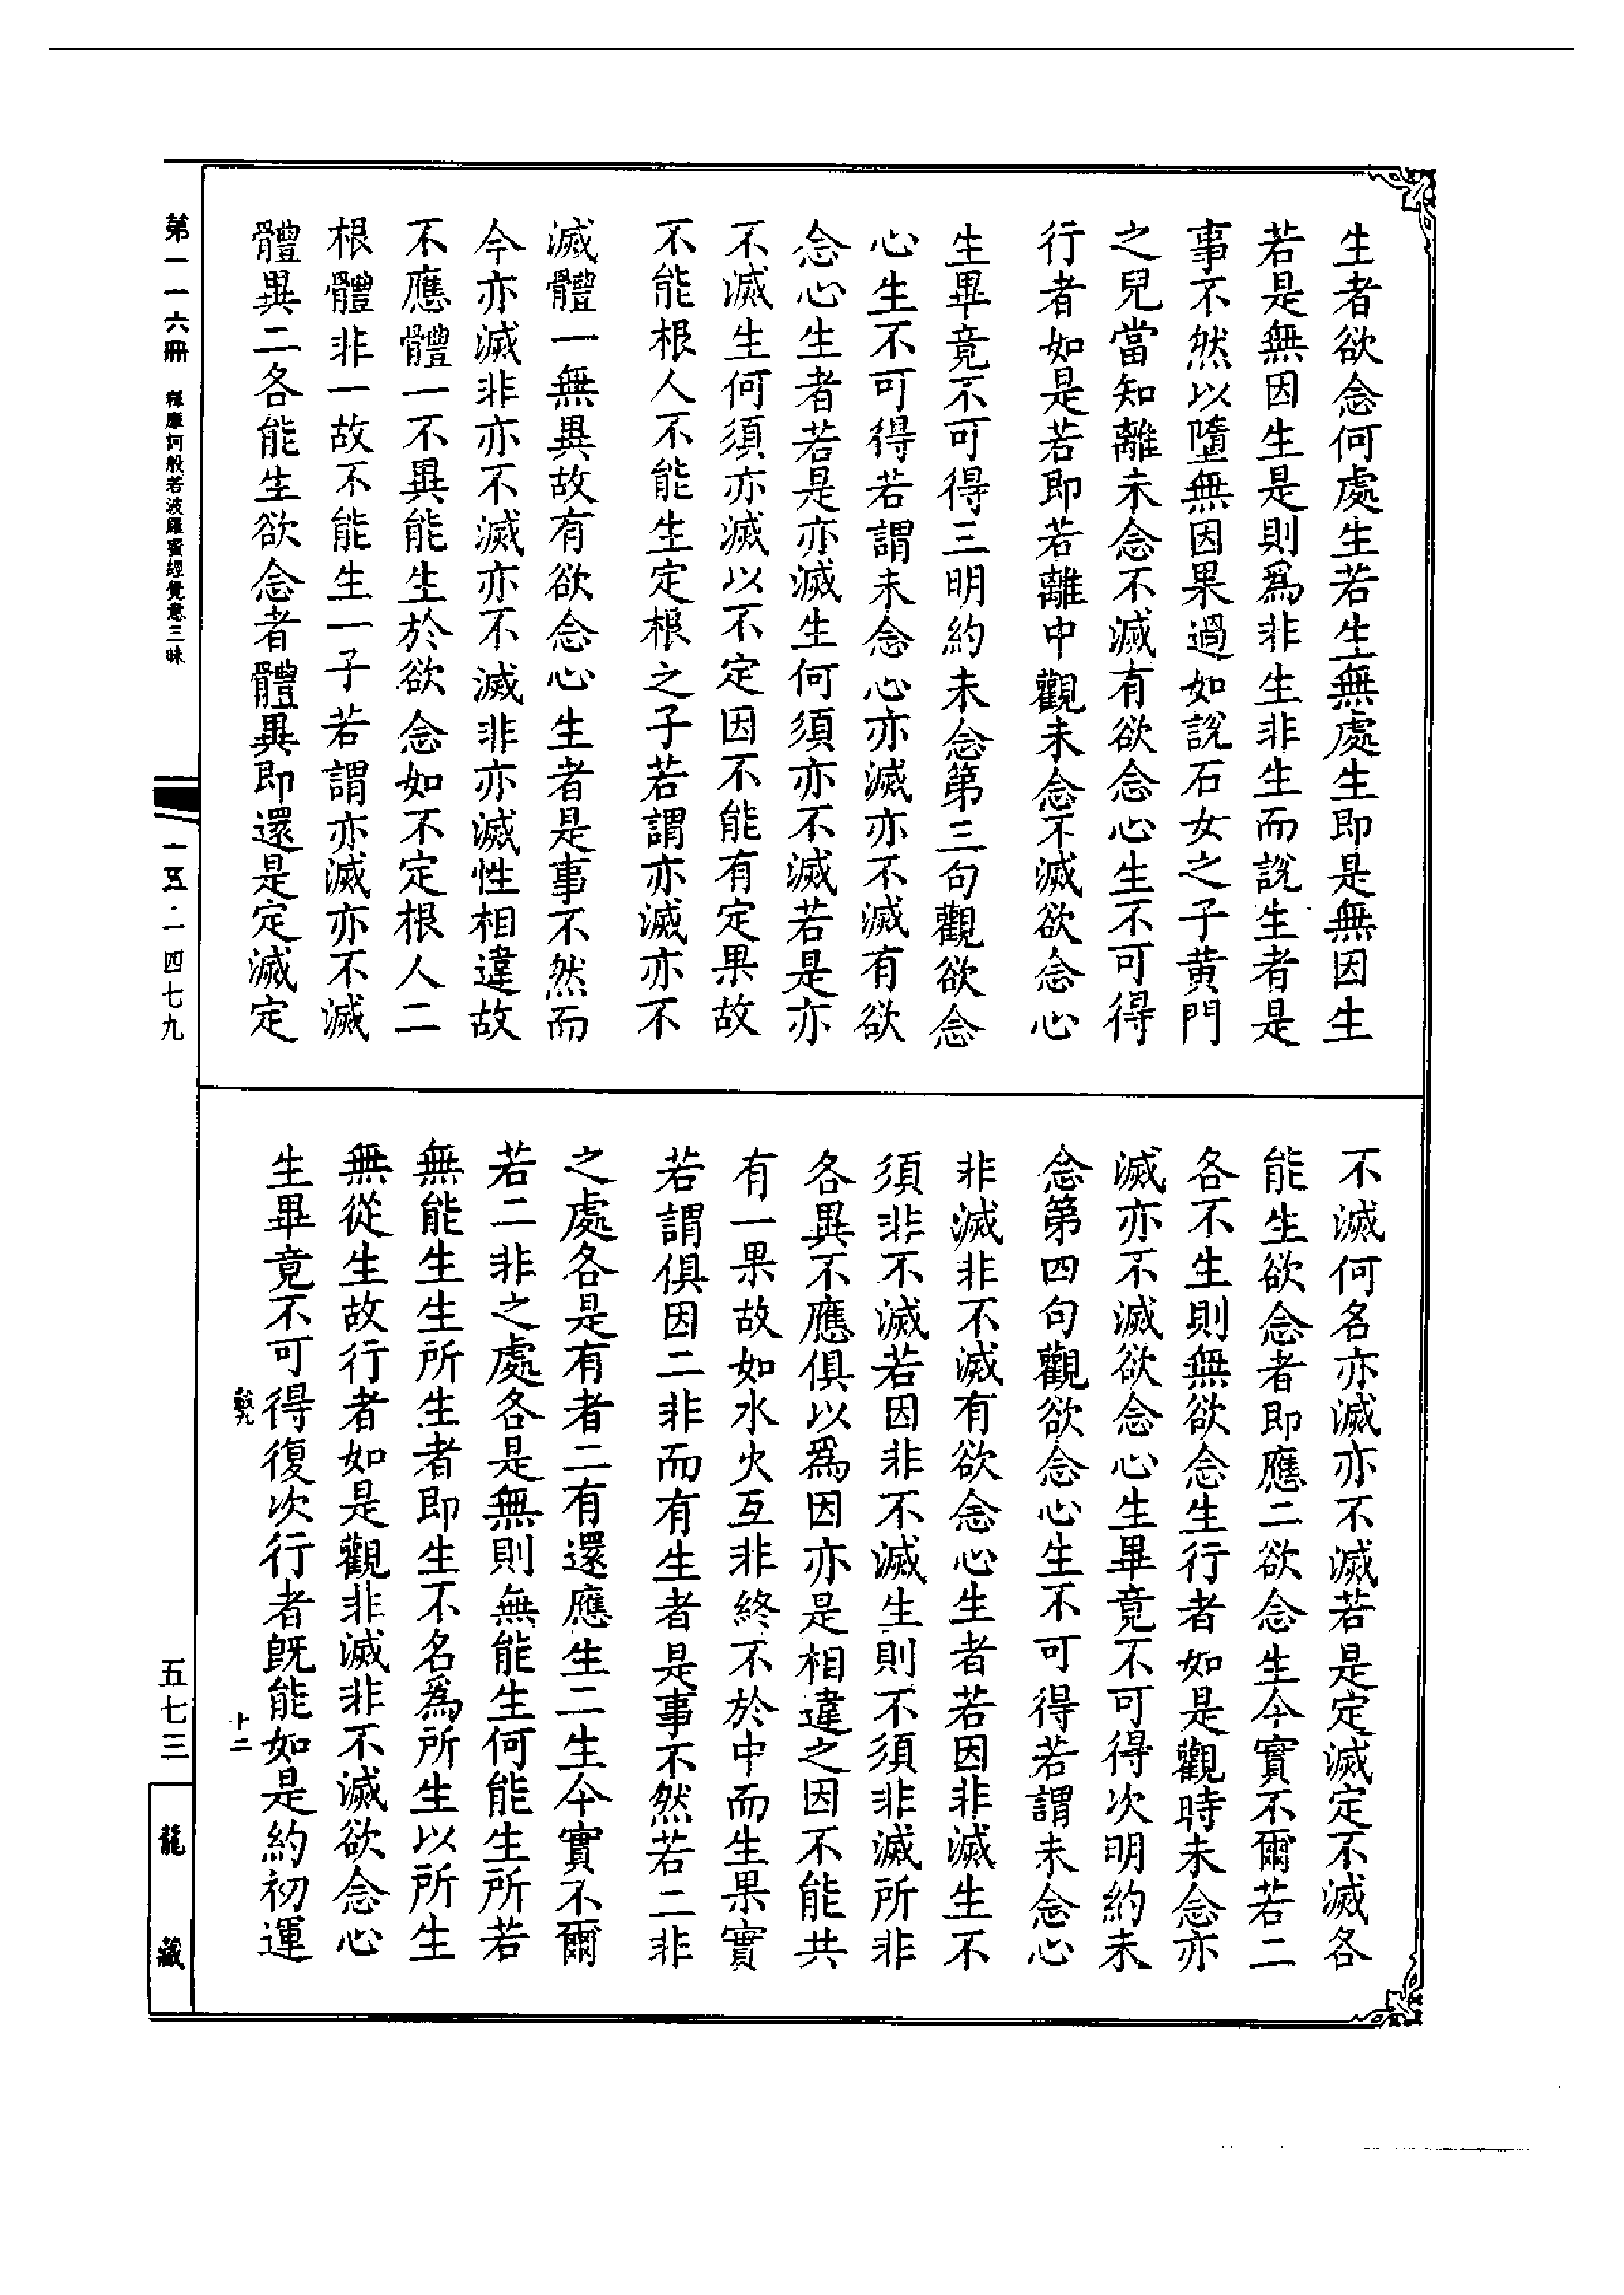 生者欲念何處生若生無處生即是無因生
若是無因生是則爲非生非生而說生者是
事不然以墮無因果過如說石女之子黃門
之兒當知離未念不滅有欲念心生不可得
行者如是若即若離中觀未念不滅欲念心
生畢竟不可得三明約未念第三句觀欲念
心生不可得若謂未念心亦滅亦不滅有欲
念心生者若是亦滅生何須亦不滅若是亦
不滅生何須亦滅以不定因不能有定果故
不能根人不能生定根之子若謂亦滅亦不
滅體一無異故有欲念心生者是事不然而
今亦滅非亦不滅亦不滅非亦滅性相違故
不應體一不異能生於欲念如不定根人二
根體非一故不能生一子若謂亦滅亦不滅
體異二各能生欲念者體異即還是定滅定
不滅何名亦滅亦不滅若是定滅定不滅各
能生欲念者即應二欲念生今實不爾若二
各不生則無欲念生行者如是觀時未念亦
滅亦不滅欲念心生畢竟不可得次明約未
念第四句觀欲念心生不可得若謂未念心
非滅非不滅有欲念心生者若因非滅生不
須非不滅若因非不滅生則不須非滅所非
各異不應俱以爲因亦是相違之因不能共
有一果故如水火互非終不於中而生果實
若謂俱因二非而有生者是事不然若二非
之處各是有者二有還應生二生今實不爾
若二非之處各是無則無能生何能生所若
無能生生所生者即生不名爲所生以所生
無從生故行者如是觀非滅非不滅欲念心
生畢竟不可得復次行者既能如是約初運
十二
第一一六冊 釋摩訶般若波羅蜜經覺意三昧
一五·一四七九
五七三
龍藏